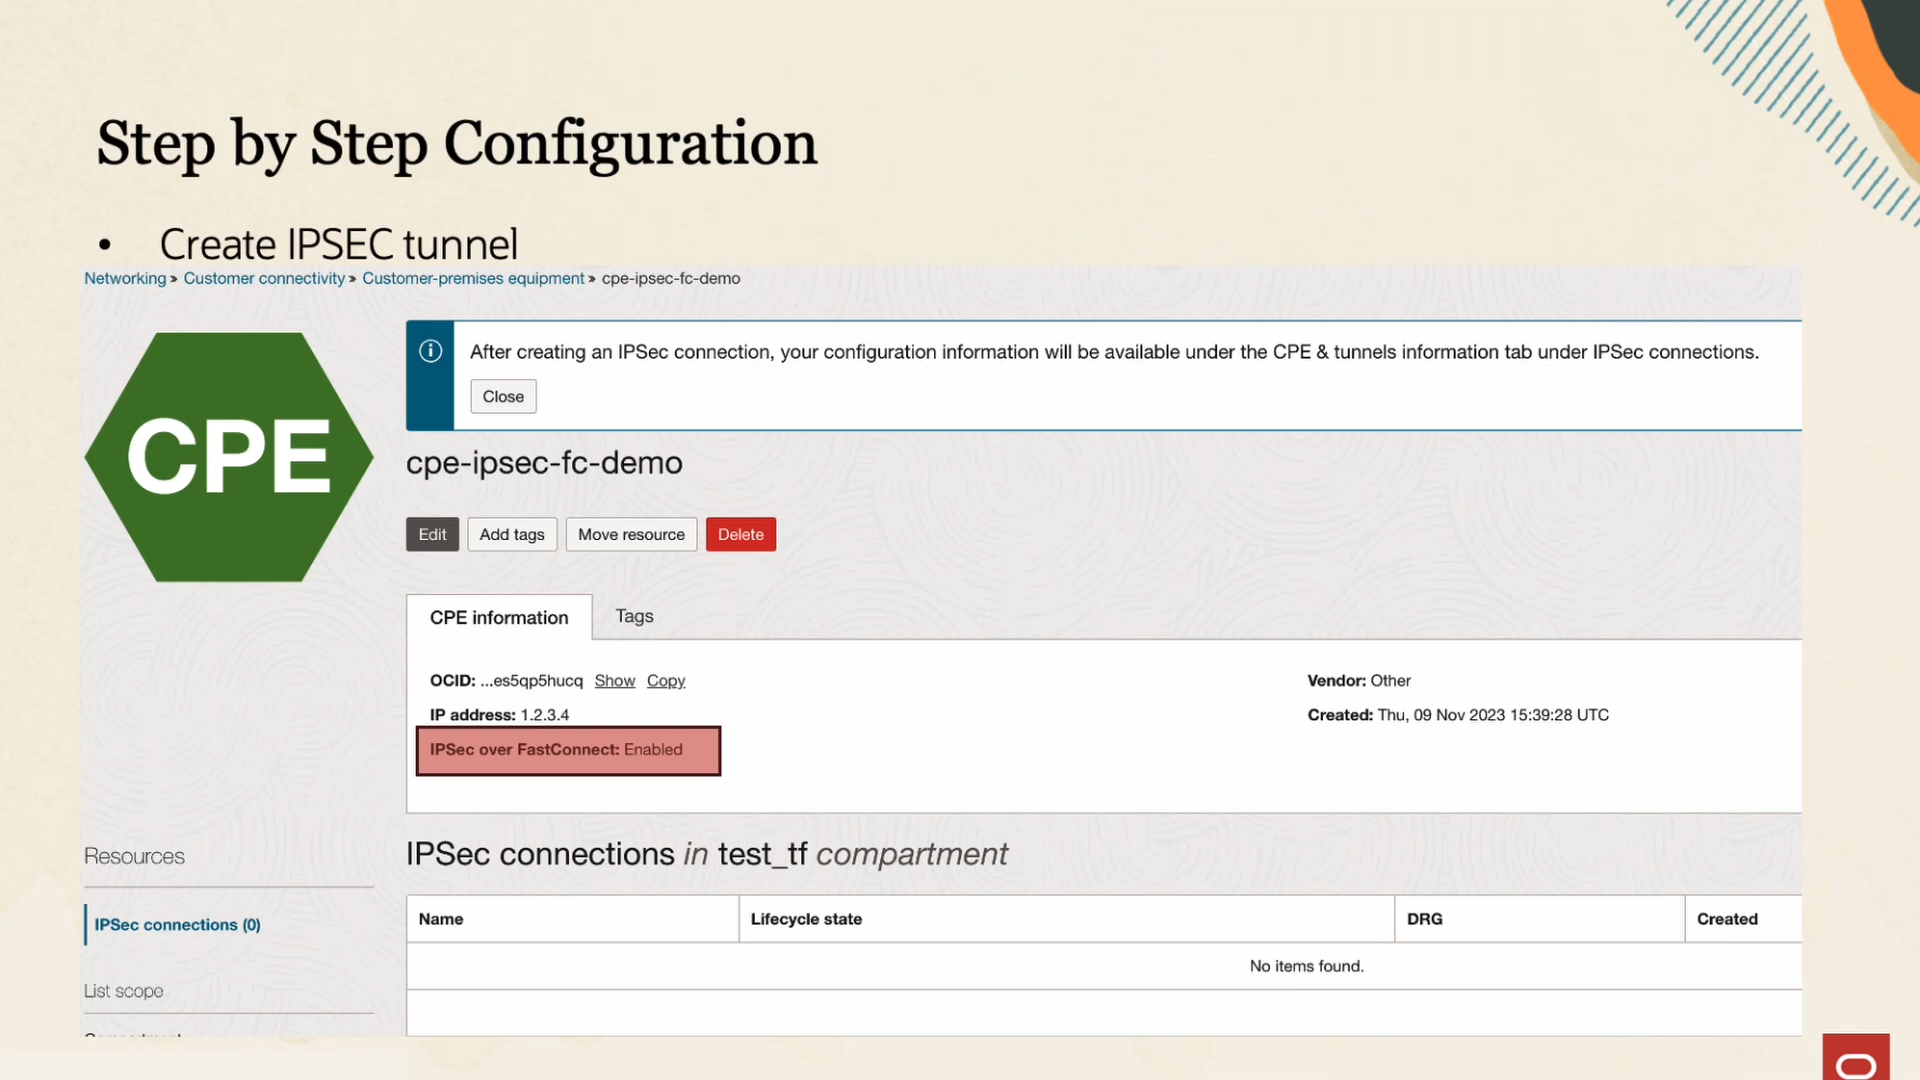 Step by Step Configuration
• Create IPSEC tunnel
Networking » Customer connectivity » Customer-premises equipment » cpe-ipsec-fc-demo
CPE
After creating an IPSec connection, your configuration information will be available under the CPE & tunnels information tab under IPSec connections.
Close
cpe-ipsec-fc-demo
Edit Add tags Move resource Delete
CPE information Tags
OCID: ...es5qp5hucq Show Copy
Vendor: Other
IP address: 1.2.3.4
Created: Thu, 09 Nov 2023 15:39:28 UTC
IPSec over FastConnect: Enabled
Resources
IPSec connections (0)
List scope
IPSec connections in test_tf compartment
Name Lifecycle state DRG Created
No items found.